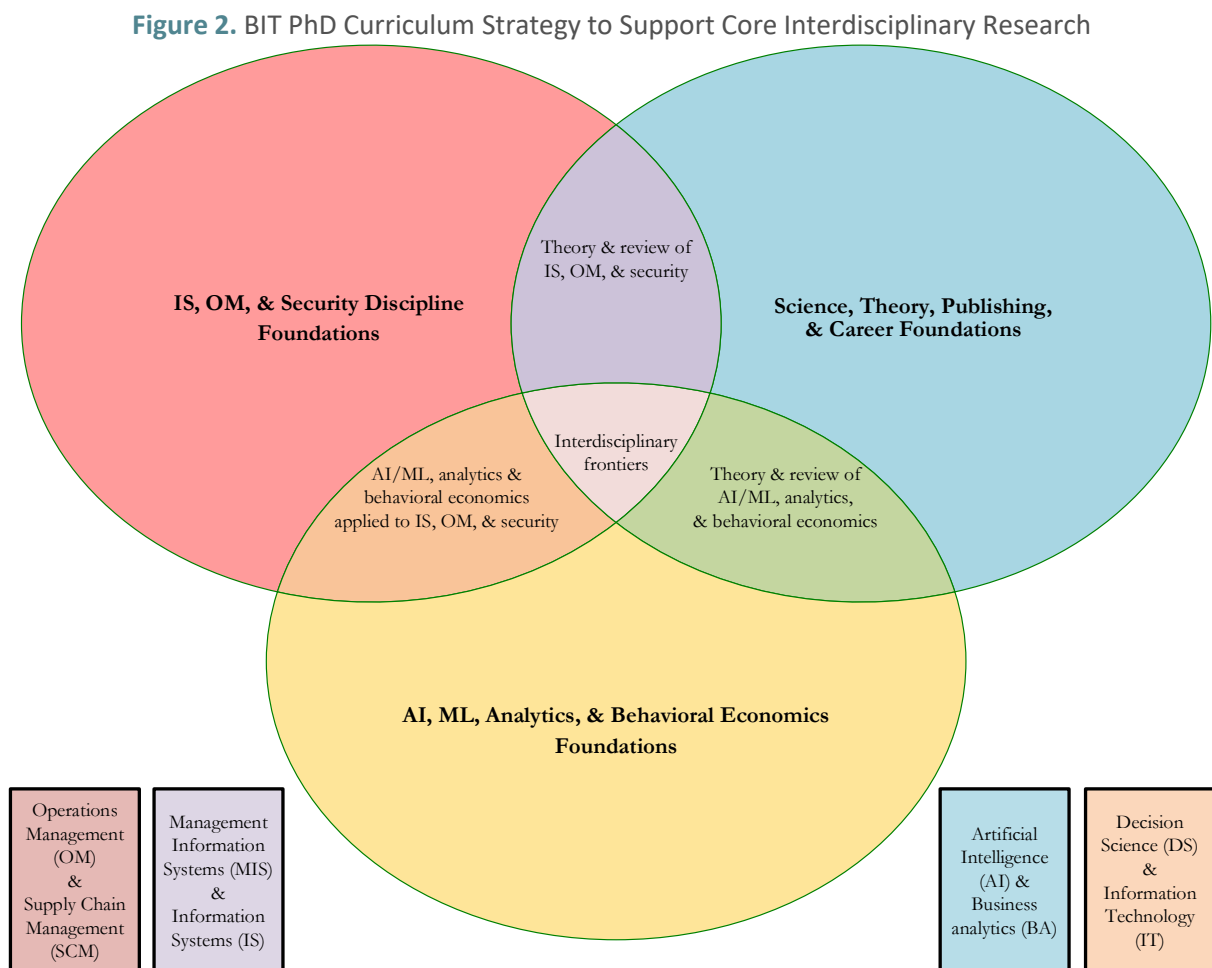 Figure 2. BIT PhD Curriculum Strategy to Support Core Interdisciplinary Research
Theory & review of
IS, OM, & security
IS, OM, & Security Discipline
Foundations
Science, Theory, Publishing,
& Career Foundations
Interdisciplinary
frontiers
AI/ML, analytics &
behavioral economics
applied to IS, OM, & security
Theory & review of
AI/ML, analytics,
& behavioral economics
AI, ML, Analytics, & Behavioral Economics
Foundations
Operations
Management
(OM)
&
Supply Chain
Management
(SCM)
Management
Information
Systems (MIS)
&
Information
Systems (IS)
Artificial
Intelligence
(AI) &
Business
analytics (BA)
Decision
Science (DS)
&
Information
Technology
(IT)